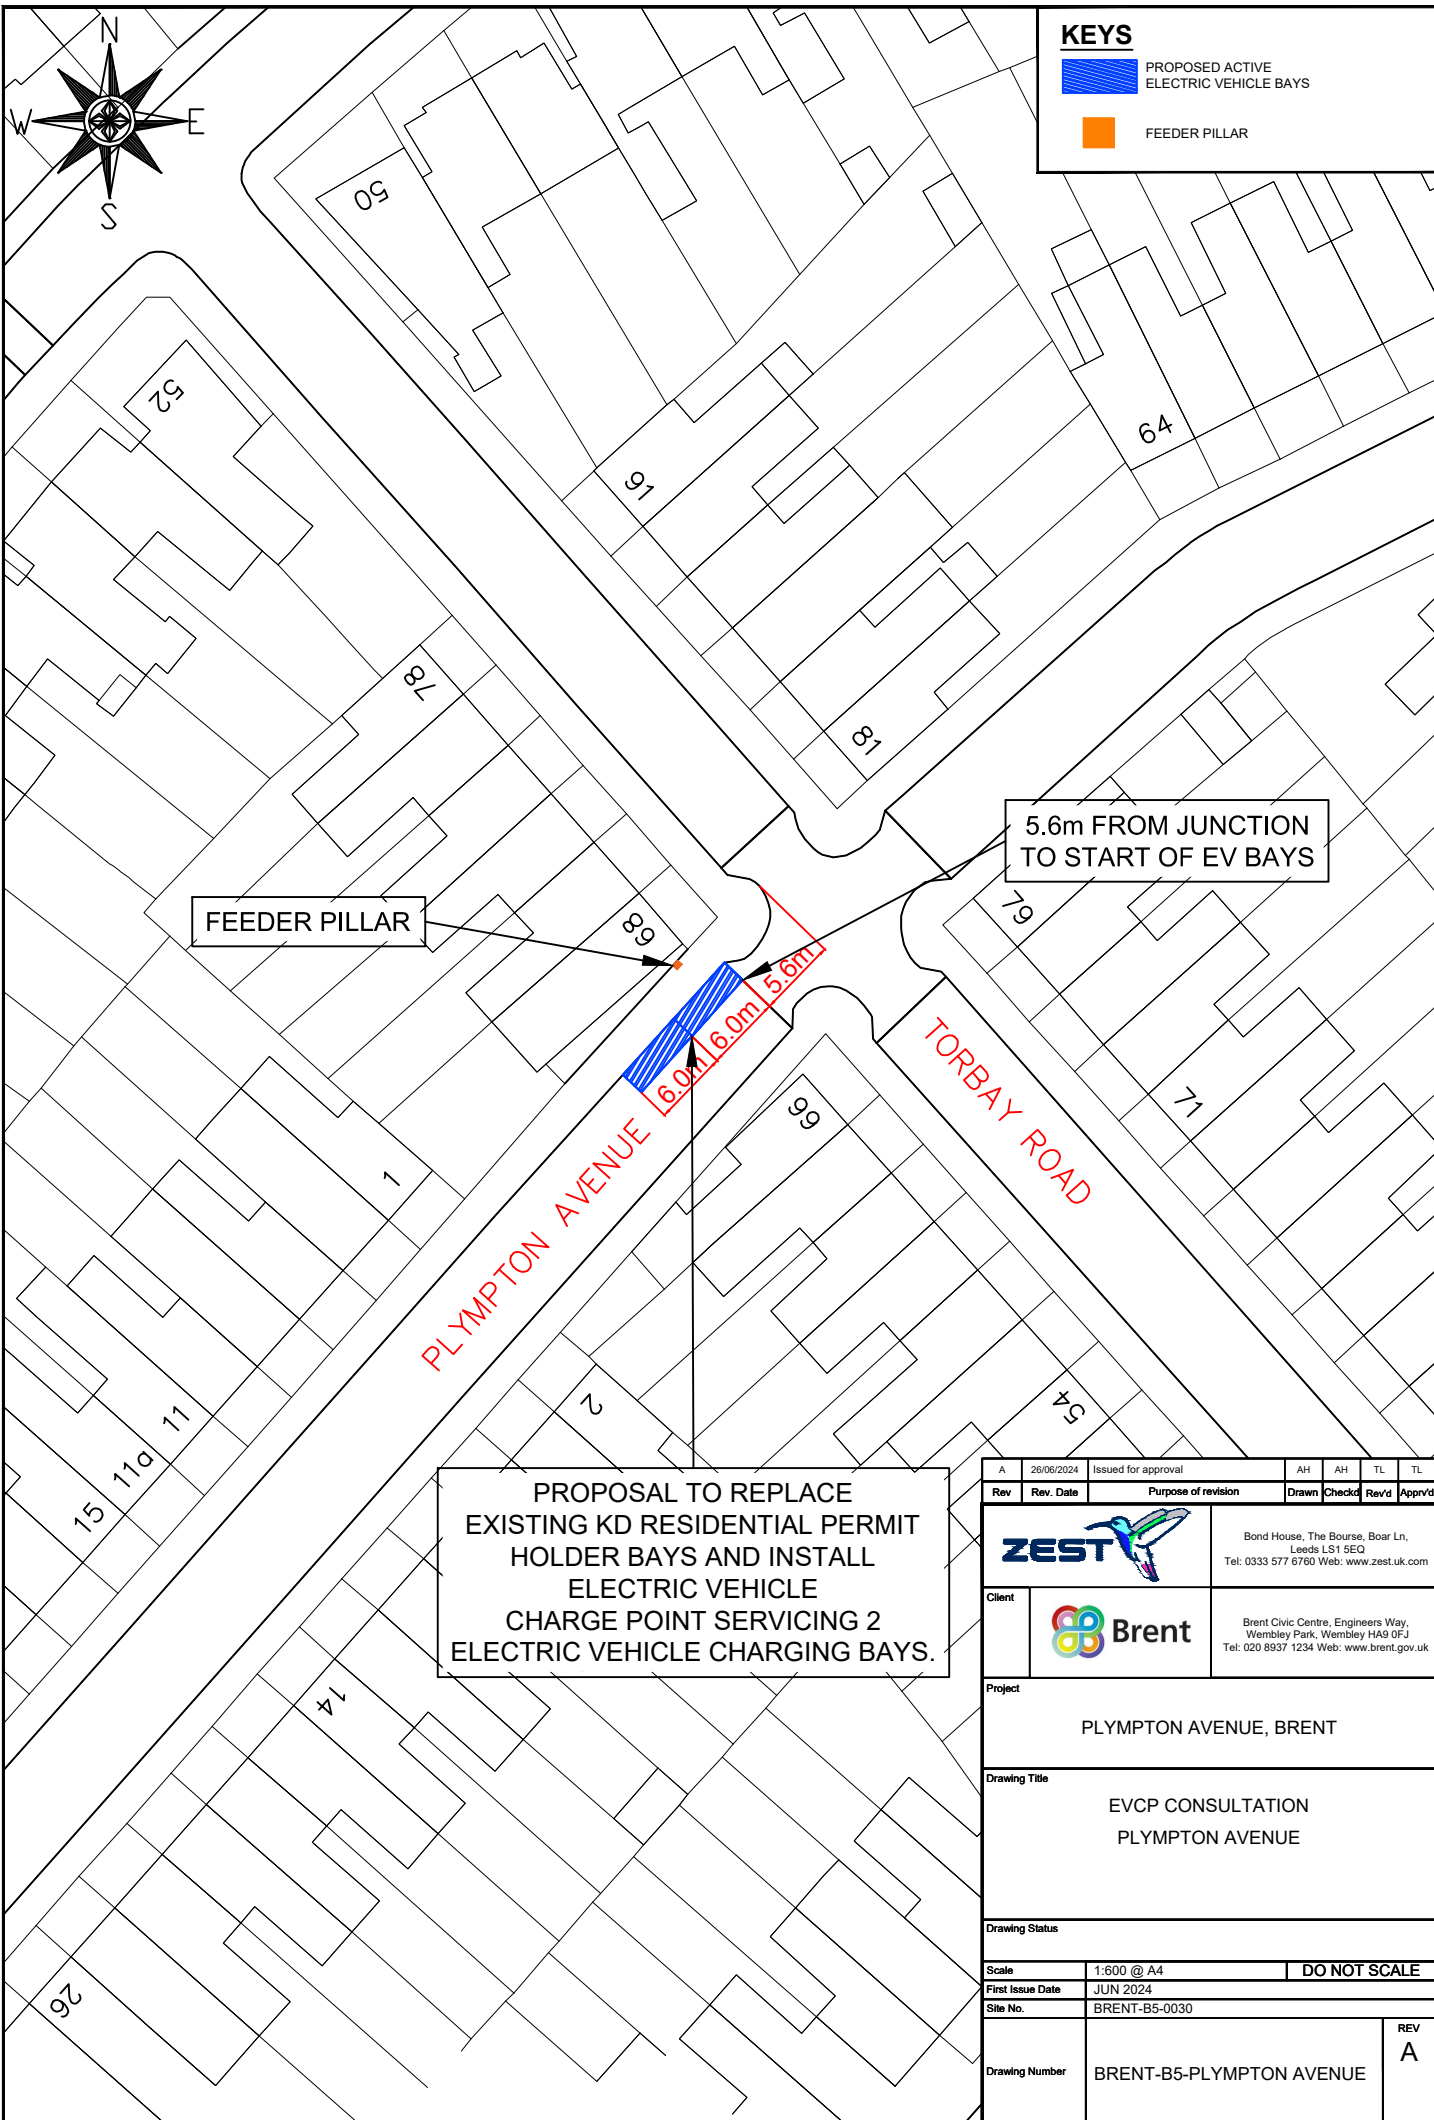 N
W
E
S
KEYS
PROPOSED ACTIVE
ELECTRIC VEHICLE BAYS
FEEDER PILLAR
50
52
64
91
78
81
5.6m FROM JUNCTION
TO START OF EV BAYS
FEEDER PILLAR
89
79
5.6m
6.0m
6.0m
TORBAY ROAD
71
99
PLYMPTON AVENUE
1
2
54
11
11a
15
PROPOSAL TO REPLACE
EXISTING KD RESIDENTIAL PERMIT
HOLDER BAYS AND INSTALL
ELECTRIC VEHICLE
CHARGE POINT SERVICING 2
ELECTRIC VEHICLE CHARGING BAYS.
14
26
A 26/06/2024 Issued for approval AH AH TL TL
Rev Rev. Date Purpose of revision Drawn Checkd Rev'd Apprv'd
ZEST
Bond House, The Bourse, Boar Ln,
Leeds LS1 5EQ
Tel: 0333 577 6760 Web: www.zest.uk.com
Client
Brent
Brent Civic Centre, Engineers Way,
Wembley Park, Wembley HA9 0FJ
Tel: 020 8937 1234 Web: www.brent.gov.uk
Project
PLYMPTON AVENUE, BRENT
Drawing Title
EVCP CONSULTATION
PLYMPTON AVENUE
Drawing Status
Scale 1:600 @ A4 DO NOT SCALE
First Issue Date JUN 2024
Site No. BRENT-B5-0030
Drawing Number BRENT-B5-PLYMPTON AVENUE
REV
A